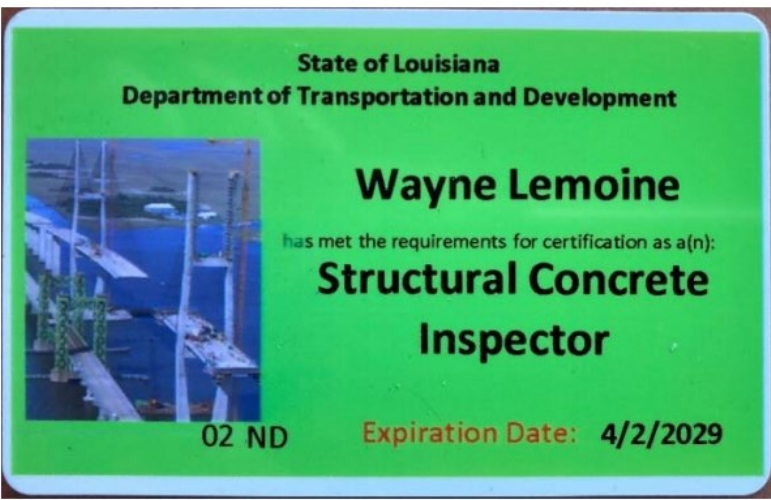 State of Louisiana
Department of Transportation and Development
Wayne Lemoine
has met the requirements for certification as a(n):
Structural Concrete
Inspector
02 ND
Expiration Date: 4/2/2029